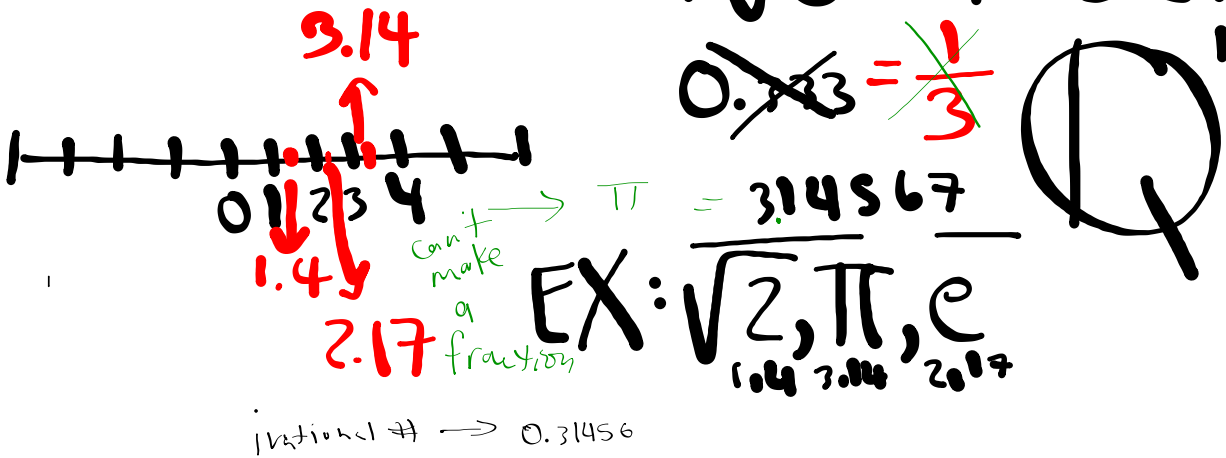 3.14
0.333 = 1/3
Q
0 1 2 3 4
can't make a fraction → π = 3.14567
1.4
2.17
EX: √2, π, e
1.4 3.14 2.17
irational # → 0.31456